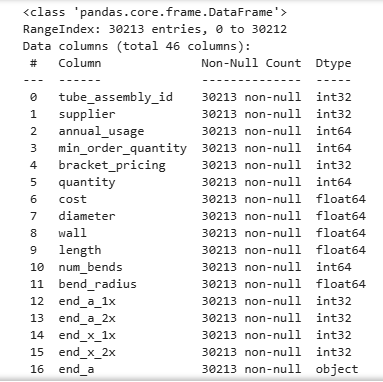 <class 'pandas.core.frame.DataFrame'>
RangeIndex: 30213 entries, 0 to 30212
Data columns (total 46 columns):
 #   Column              Non-Null Count  Dtype
---  ------              --------------  -----
 0   tube_assembly_id    30213 non-null  int32
 1   supplier            30213 non-null  int32
 2   annual_usage        30213 non-null  int64
 3   min_order_quantity  30213 non-null  int64
 4   bracket_pricing     30213 non-null  int32
 5   quantity            30213 non-null  int64
 6   cost                30213 non-null  float64
 7   diameter            30213 non-null  float64
 8   wall                30213 non-null  float64
 9   length              30213 non-null  float64
 10  num_bends           30213 non-null  int64
 11  bend_radius         30213 non-null  float64
 12  end_a_1x            30213 non-null  int32
 13  end_a_2x            30213 non-null  int32
 14  end_x_1x            30213 non-null  int32
 15  end_x_2x            30213 non-null  int32
 16  end_a               30213 non-null  object